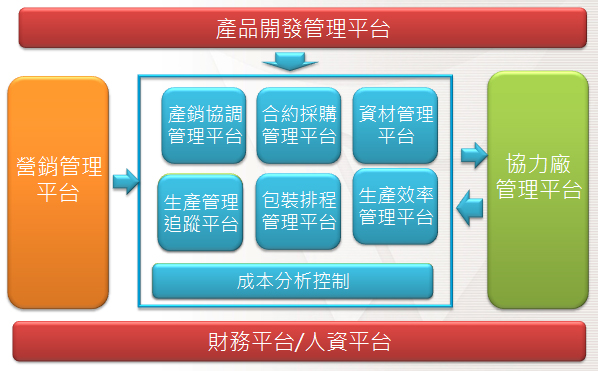 產品開發管理平台
營銷管理
平台
產銷協調
管理平台
合約採購
管理平台
資材管理
平台
生產管理
追蹤平台
包裝排程
管理平台
生產效率
管理平台
成本分析控制
協力廠
管理平台
財務平台/人資平台